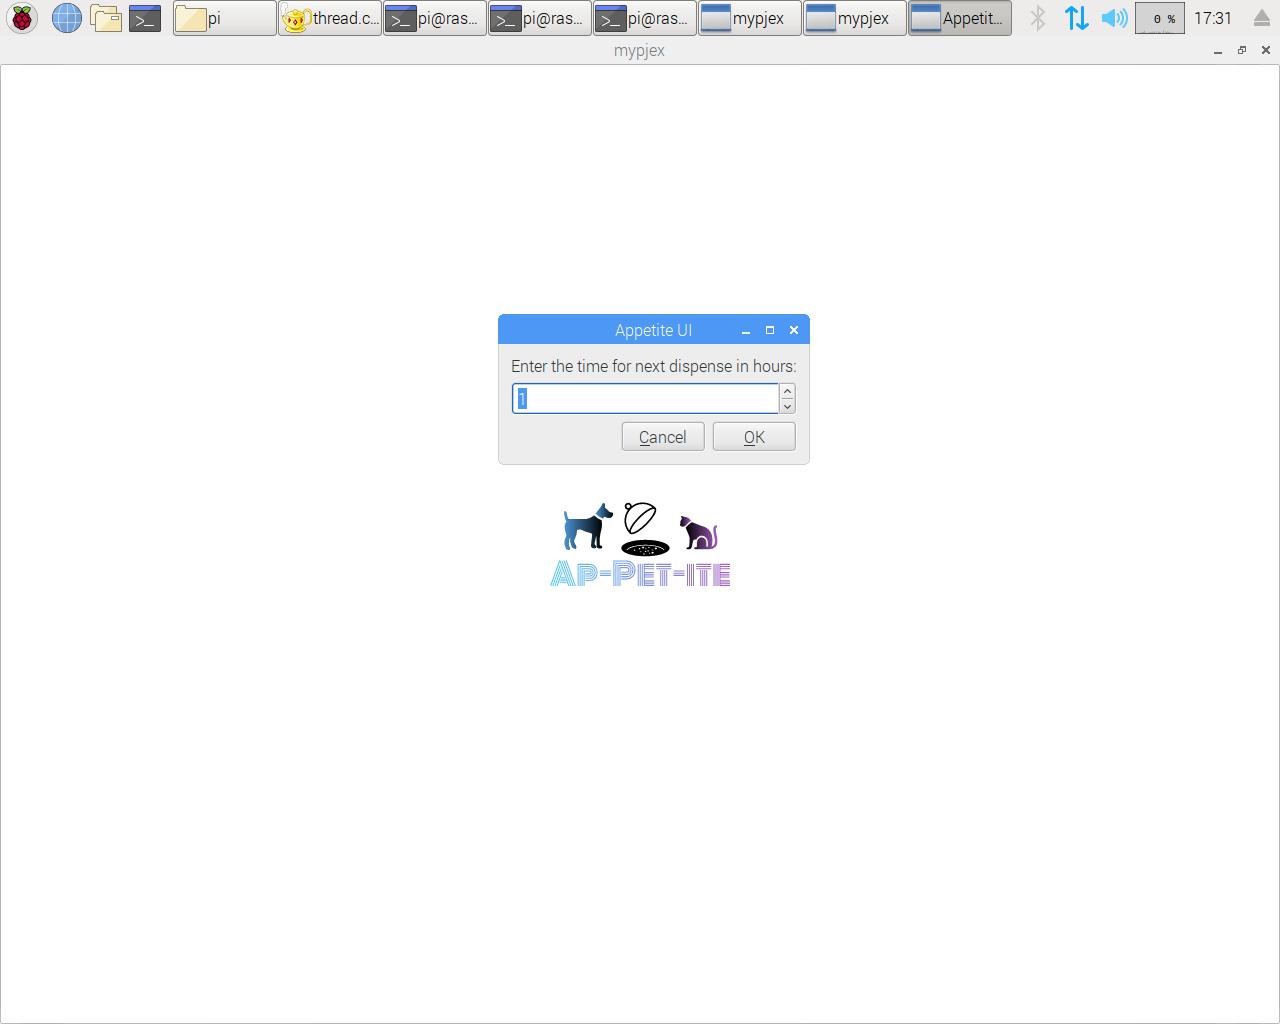 pi thread.c... pi@ras... pi@ras... pi@ras... mypjex mypjex Appetit... 0 % 17:31
mypjex
Appetite UI
Enter the time for next dispense in hours:
1
Cancel OK
AP-PET-ITE